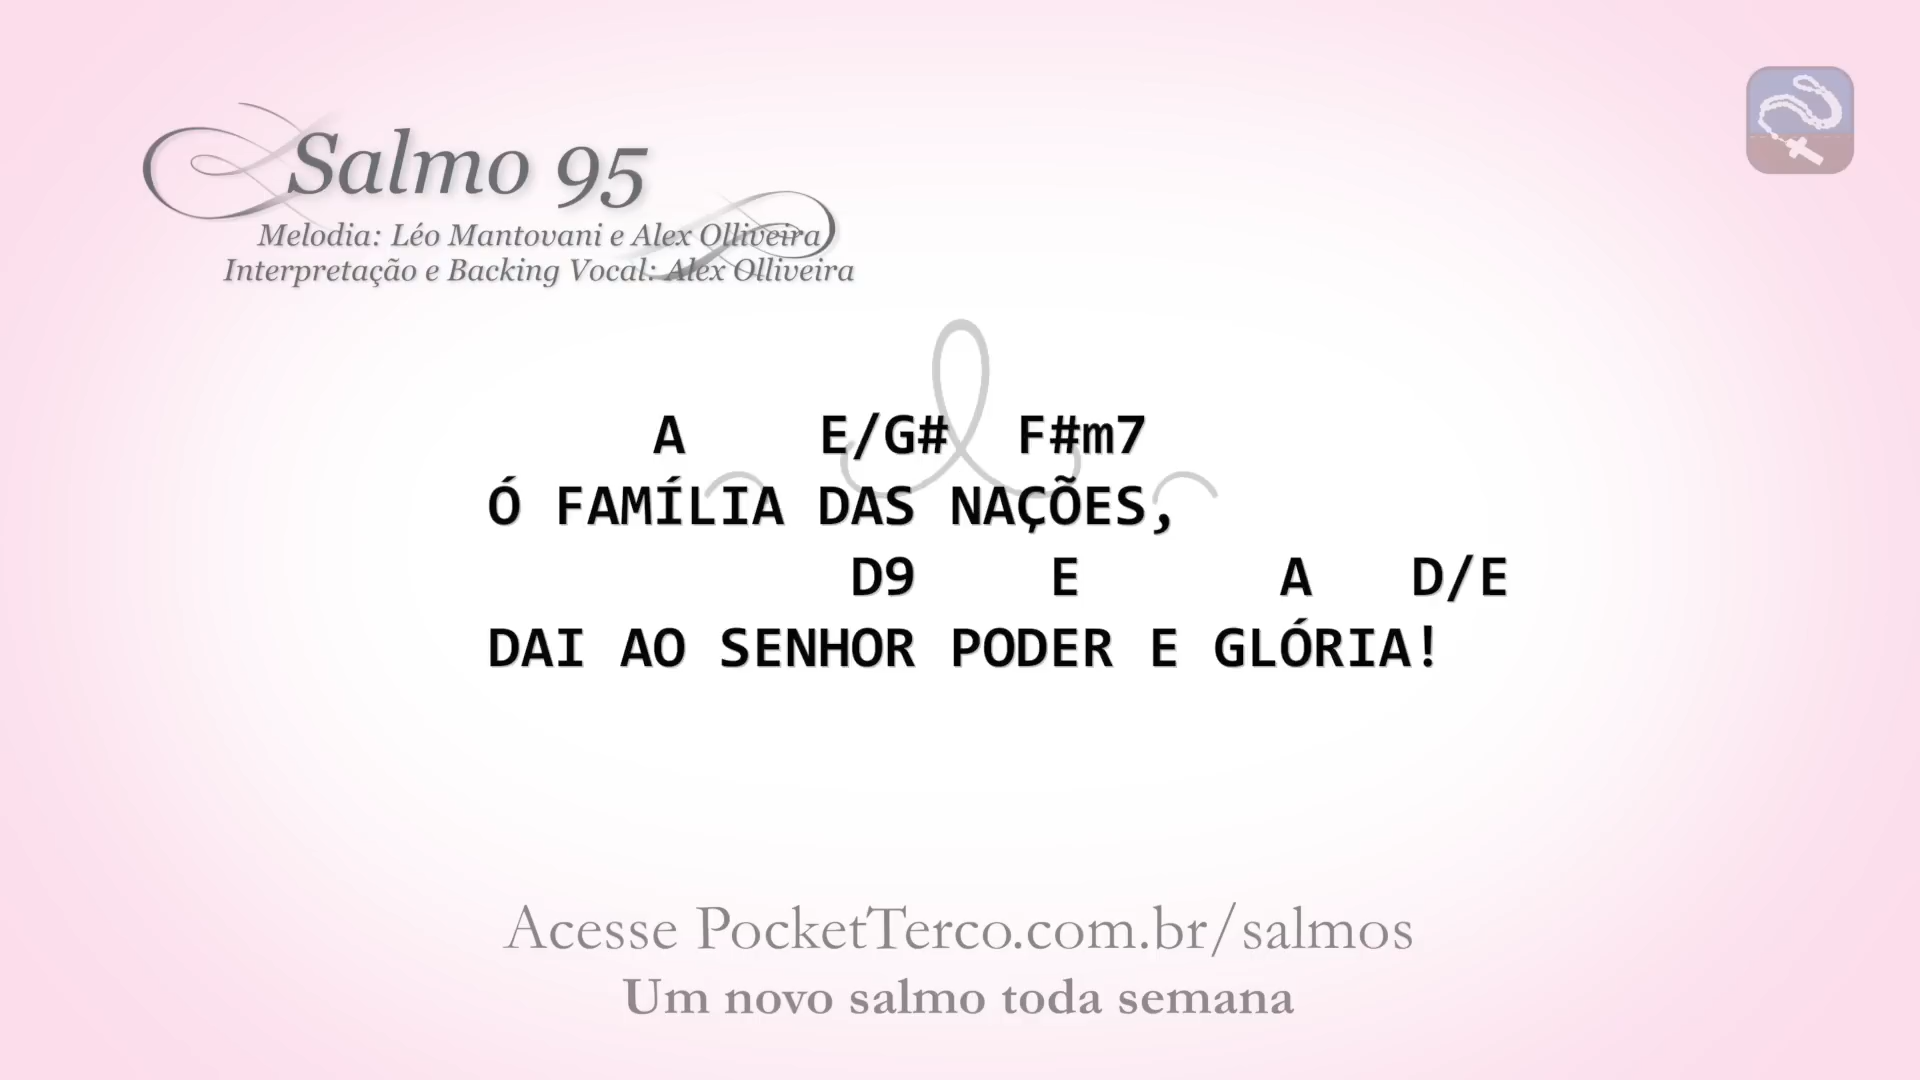 Salmo 95
Melodia: Léo Mantovani e Alex Olliveira
Interpretação e Backing Vocal: Alex Olliveira
A E/G# F#m7
Ó FAMÍLIA DAS NAÇÕES,
D9 E A D/E
DAI AO SENHOR PODER E GLÓRIA!
Acesse PocketTerco.com.br/salmos
Um novo salmo toda semana